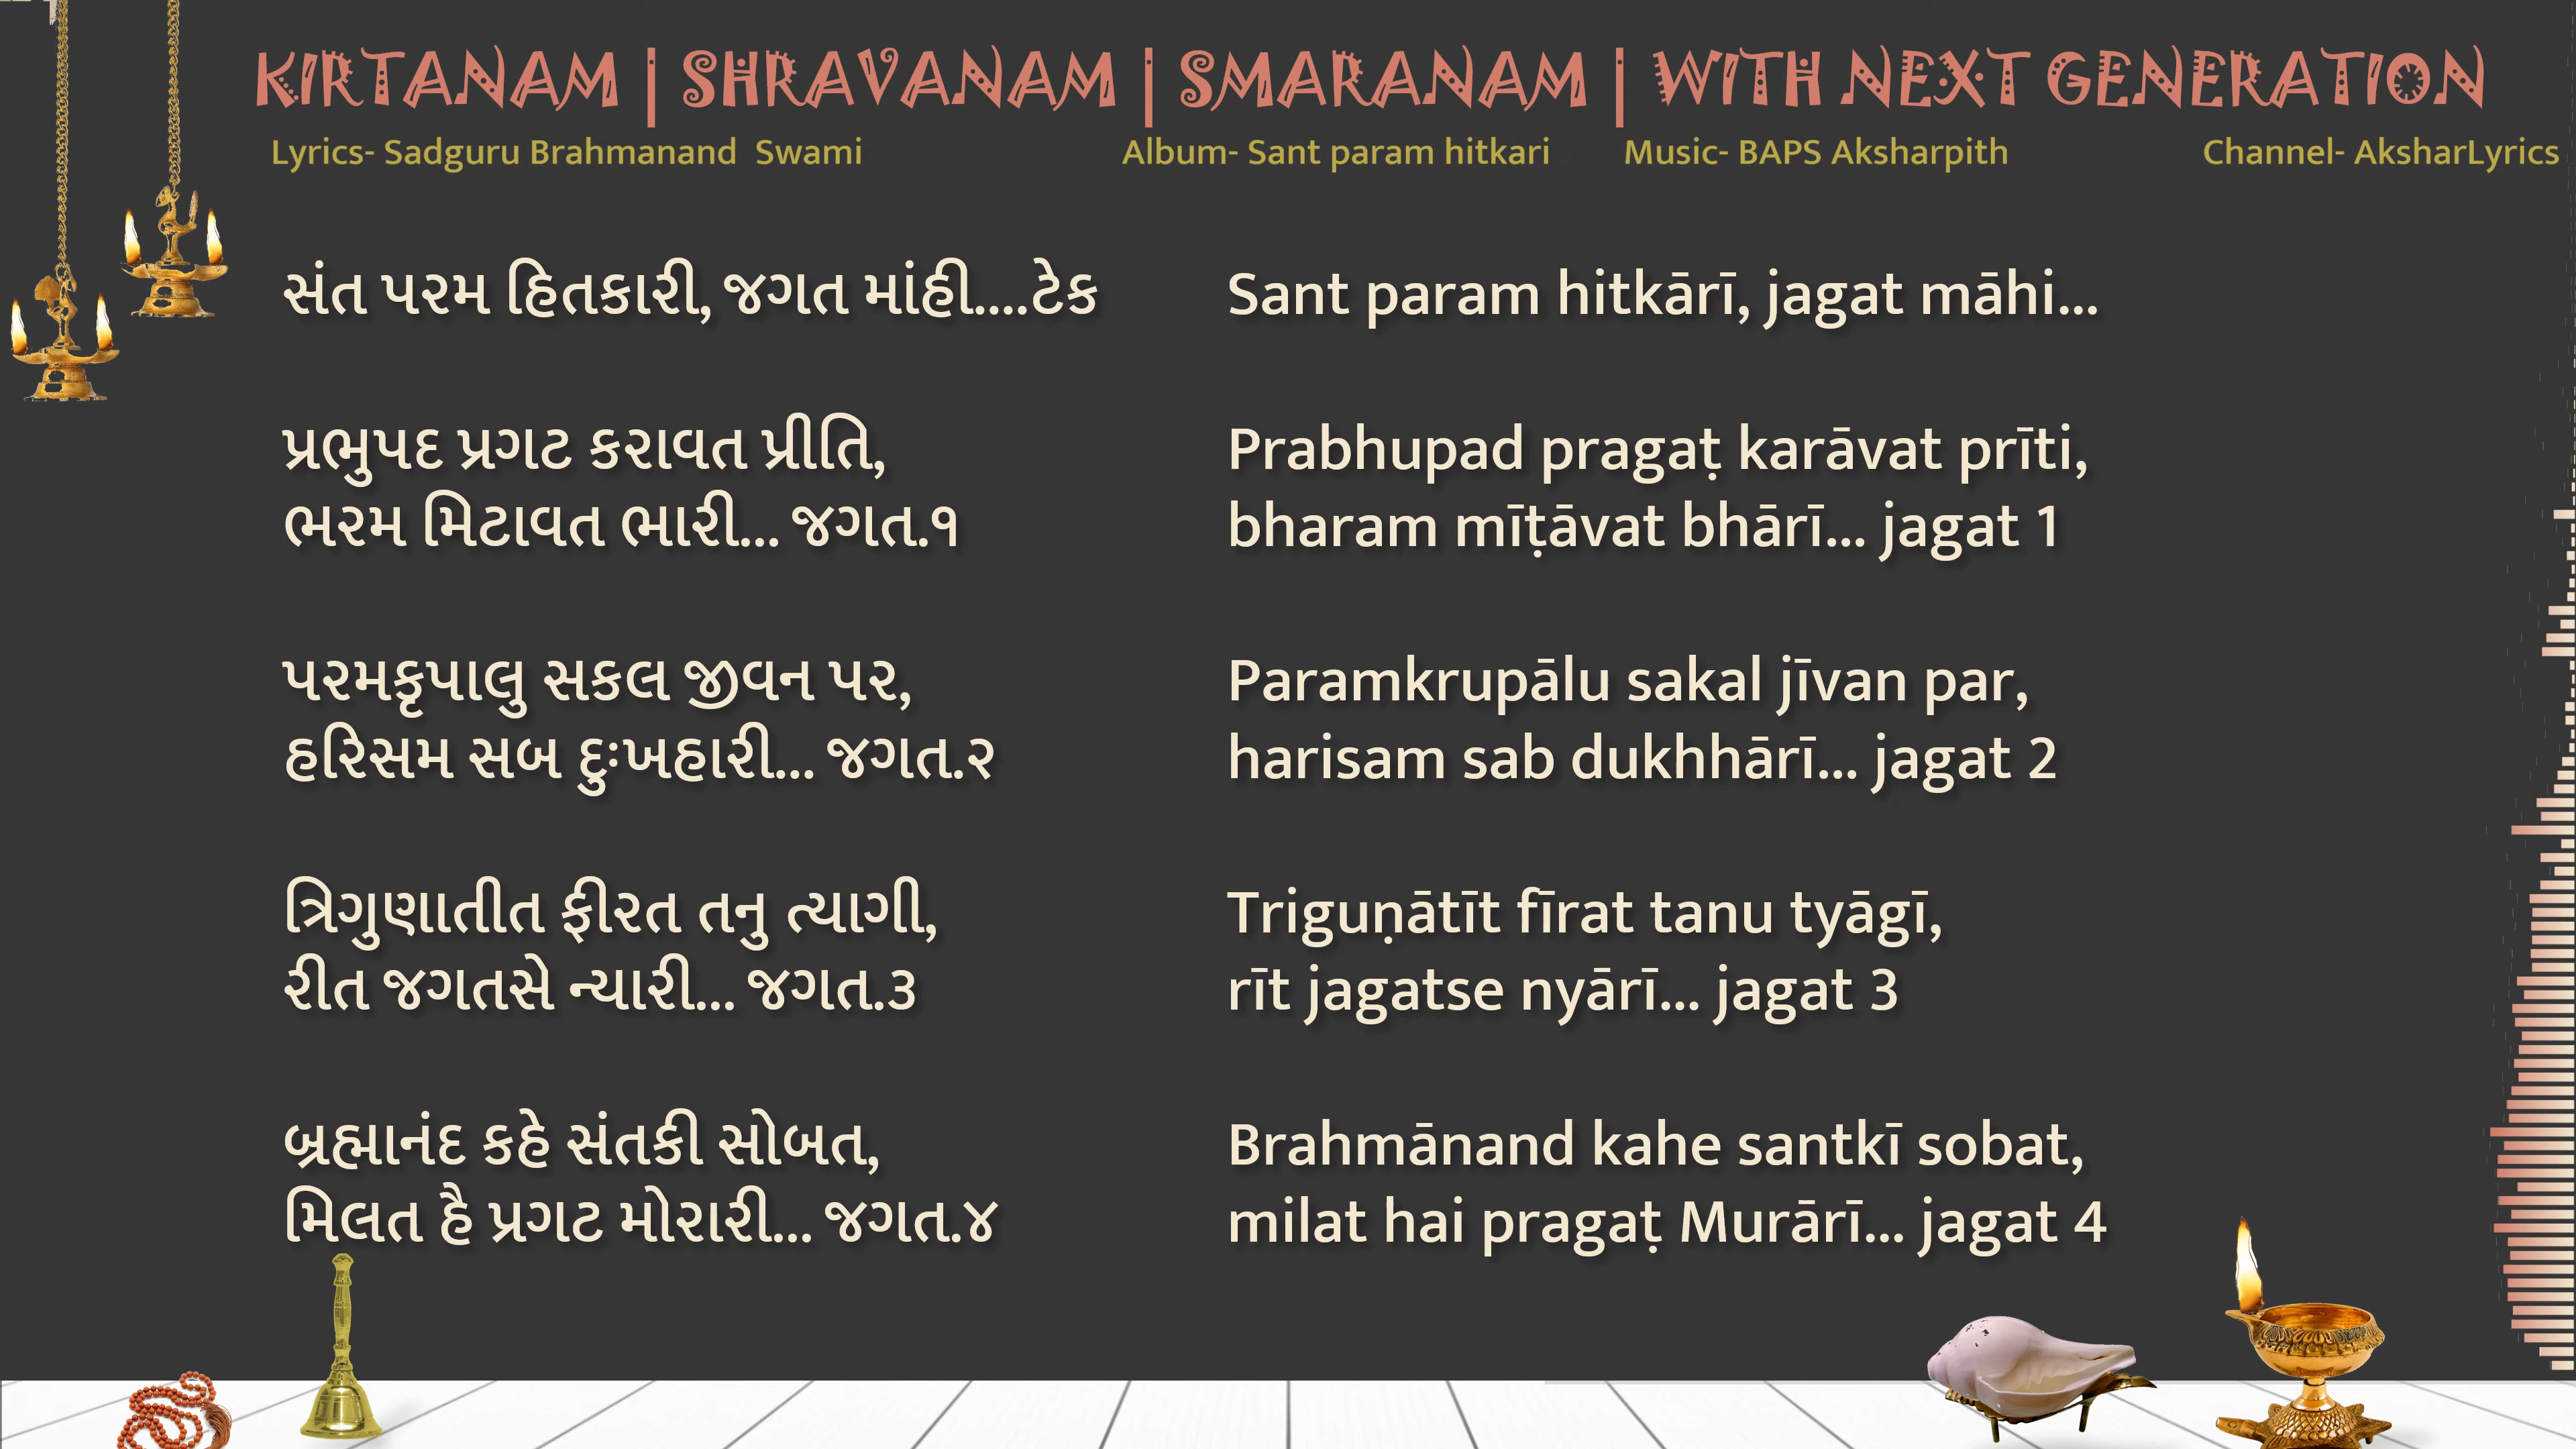 KIRTANAM | SHRAVANAM | SMARANAM | WITH NEXT GENERATION
Lyrics- Sadguru Brahmanand Swami Album- Sant param hitkari Music- BAPS Aksharpith Channel- AksharLyrics
સંત પરમ હિતકારી, જગત માંહી....ટેક
પ્રભુપદ પ્રગટ કરાવત પ્રીતિ,
ભરમ મિટાવત ભારી... જગત.૧
પરમકૃપાલુ સકલ જીવન પર,
હરિસમ સબ દુઃખહારી... જગત.૨
ત્રિગુણાતીત ફીરત તનુ ત્યાગી,
રીત જગતસે ન્યારી... જગત.૩
બ્રહ્માનંદ કહે સંતકી સોબત,
મિલત હૈ પ્રગટ મોરારી... જગત.૪
Sant param hitkārī, jagat māhi...
Prabhupad pragaṭ karāvat prīti,
bharam mīṭāvat bhārī... jagat 1
Paramkrupālu sakal jīvan par,
harisam sab dukhhārī... jagat 2
Triguṇātīt fīrat tanu tyāgī,
rīt jagatse nyārī... jagat 3
Brahmānand kahe santkī sobat,
milat hai pragaṭ Murārī... jagat 4